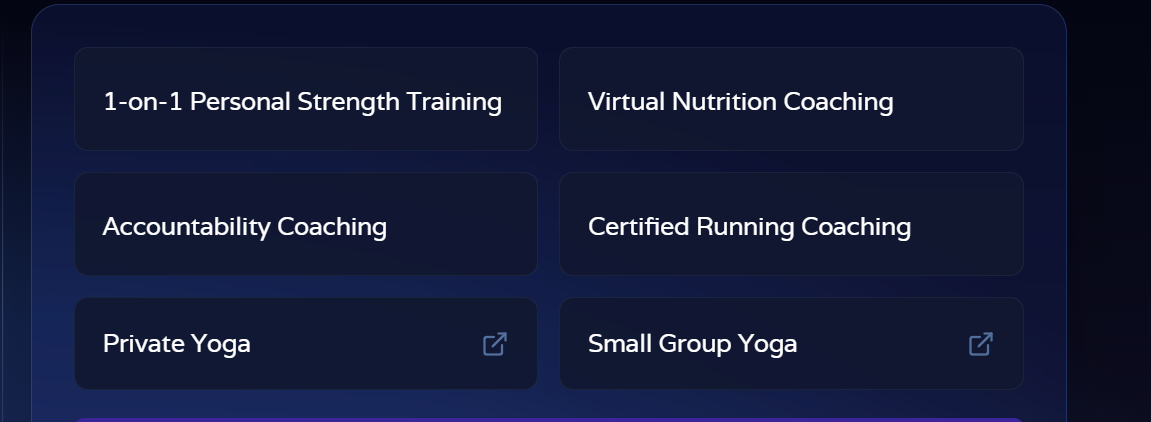 1-on-1 Personal Strength Training
Virtual Nutrition Coaching
Accountability Coaching
Certified Running Coaching
Private Yoga
Small Group Yoga